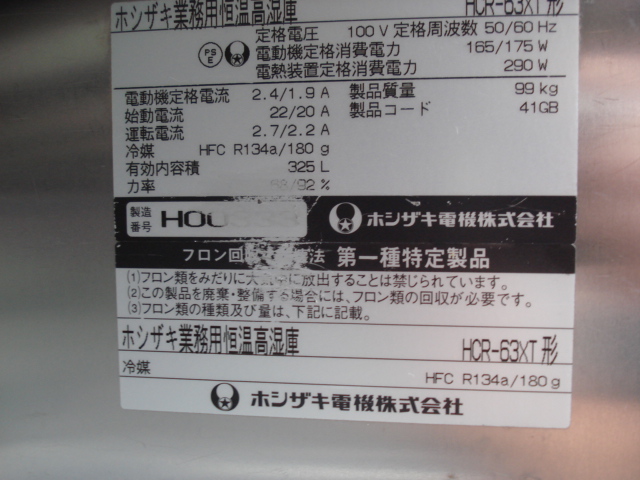 ホシザキ業務用恒温高湿庫 HCR-63XT形
定格電圧 100 V 定格周波数 50/60 Hz
電動機定格消費電力 165/175 W
電熱装置定格消費電力 290 W
PS
E
電動機定格電流 2.4/1.9 A 製品質量 99 kg
始動電流 22/20 A 製品コード 41GB
運転電流 2.7/2.2 A
冷媒 HFC R134a/180 g
有効内容積 325 L
力率 /92 %
製造
番号 ホシザキ電機株式会社
フロン回 法 第一種特定製品
(1)フロン類をみだりに大気中に放出することは禁じられています。
(2)この製品を廃棄・整備する場合には、フロン類の回収が必要です。
(3)フロン類の種類及び量は、下記に記載。
ホシザキ業務用恒温高湿庫 HCR-63XT形
冷媒 HFC R134a/180g
ホシザキ電機株式会社